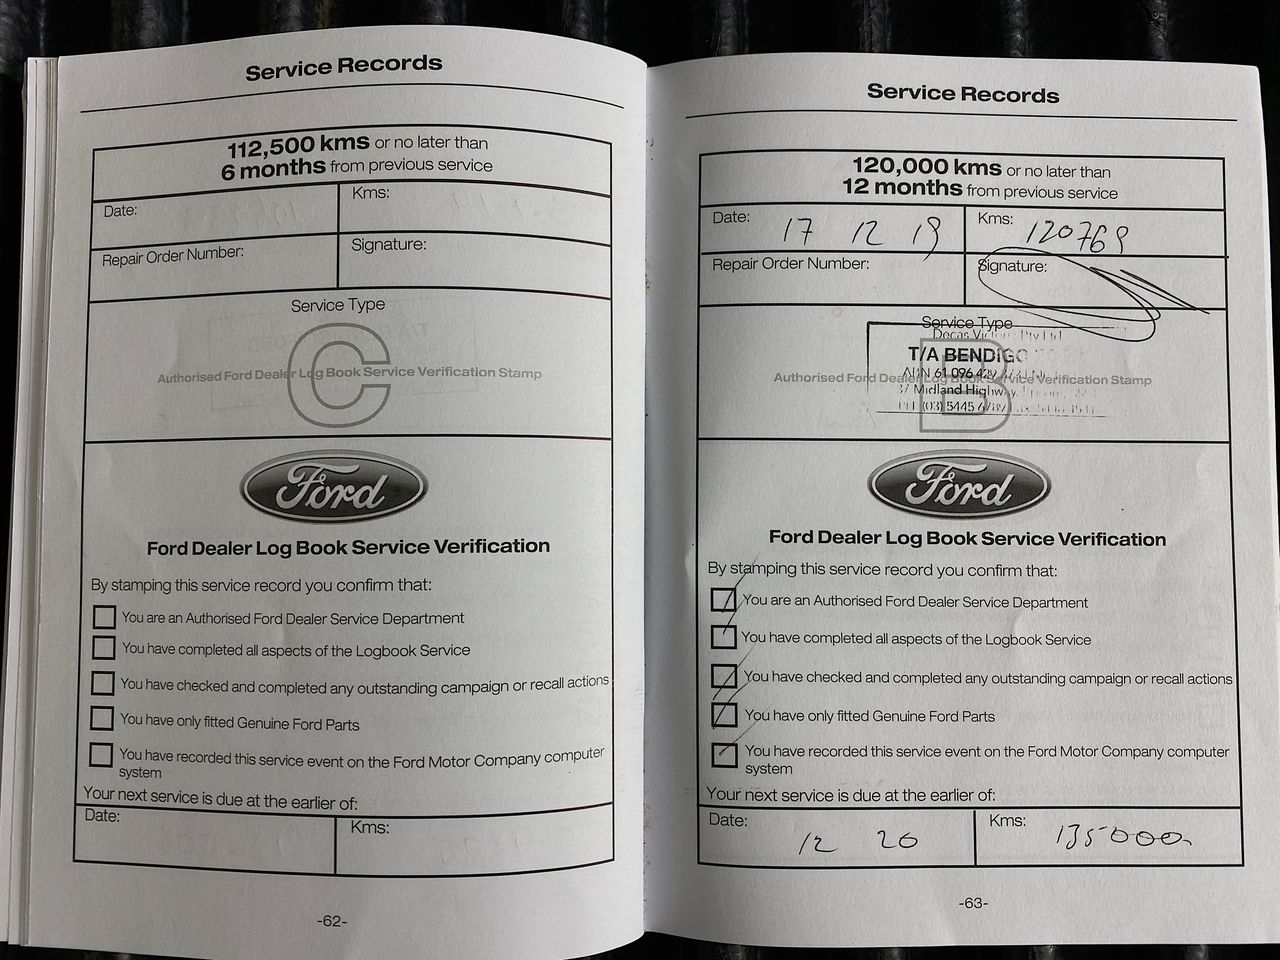 Service Records
112,500 kms or no later than
6 months from previous service
Date:
Kms:
Repair Order Number:
Signature:
Service Type
C
Authorised Ford Dealer Log Book Service Verification Stamp
Ford
Ford Dealer Log Book Service Verification
By stamping this service record you confirm that:
You are an Authorised Ford Dealer Service Department
You have completed all aspects of the Logbook Service
You have checked and completed any outstanding campaign or recall actions
You have only fitted Genuine Ford Parts
You have recorded this service event on the Ford Motor Company computer
system
Your next service is due at the earlier of:
Date:
Kms:
-62-
Service Records
120,000 kms or no later than
12 months from previous service
Date: 17 12 19
Kms: 120769
Repair Order Number:
Signature:
Service Type
B
T/A BENDIGO
Authorised Ford Dealer Log Book Service Verification Stamp
Midland Highway
(03) 5445
Ford
Ford Dealer Log Book Service Verification
By stamping this service record you confirm that:
You are an Authorised Ford Dealer Service Department
You have completed all aspects of the Logbook Service
You have checked and completed any outstanding campaign or recall actions
You have only fitted Genuine Ford Parts
You have recorded this service event on the Ford Motor Company computer
system
Your next service is due at the earlier of:
Date: 12 20
Kms: 135000
-63-